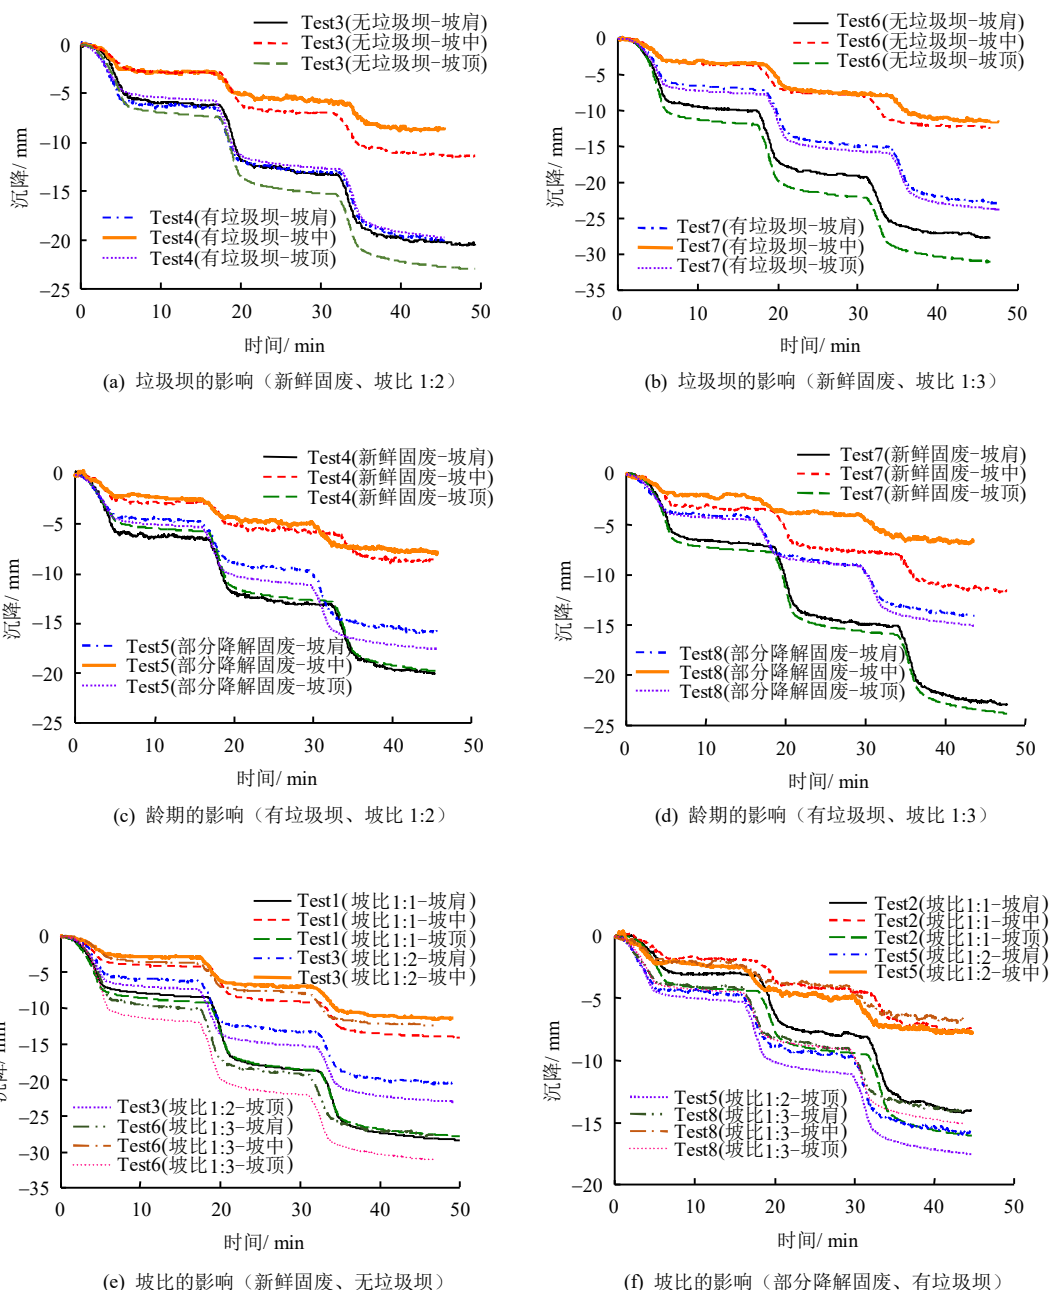 Test3(无垃圾坝-坡肩)
Test3(无垃圾坝-坡中)
Test3(无垃圾坝-坡顶)
0
−5
−10
−15
−20
−25
沉降/ mm
Test4(有垃圾坝-坡肩)
Test4(有垃圾坝-坡中)
Test4(有垃圾坝-坡顶)
0 10 20 30 40 50
时间/ min
(a) 垃圾坝的影响（新鲜固废、坡比 1:2）
Test6(无垃圾坝-坡肩)
Test6(无垃圾坝-坡中)
Test6(无垃圾坝-坡顶)
0
−5
−10
−15
−20
−25
−30
−35
沉降/ mm
Test7(有垃圾坝-坡肩)
Test7(有垃圾坝-坡中)
Test7(有垃圾坝-坡顶)
0 10 20 30 40 50
时间/ min
(b) 垃圾坝的影响（新鲜固废、坡比 1:3）
Test4(新鲜固废-坡肩)
Test4(新鲜固废-坡中)
Test4(新鲜固废-坡顶)
0
−5
−10
−15
−20
−25
沉降/ mm
Test5(部分降解固废-坡肩)
Test5(部分降解固废-坡中)
Test5(部分降解固废-坡顶)
0 10 20 30 40 50
时间/ min
(c) 龄期的影响（有垃圾坝、坡比 1:2）
Test7(新鲜固废-坡肩)
Test7(新鲜固废-坡中)
Test7(新鲜固废-坡顶)
0
−5
−10
−15
−20
−25
沉降/ mm
Test8(部分降解固废-坡肩)
Test8(部分降解固废-坡中)
Test8(部分降解固废-坡顶)
0 10 20 30 40 50
时间/ min
(d) 龄期的影响（有垃圾坝、坡比 1:3）
Test1(坡比1:1-坡肩)
Test1(坡比1:1-坡中)
Test1(坡比1:1-坡顶)
Test3(坡比1:2-坡肩)
Test3(坡比1:2-坡中)
0
−5
−10
−15
−20
−25
−30
−35
沉降/ mm
Test3(坡比1:2-坡顶)
Test6(坡比1:3-坡肩)
Test6(坡比1:3-坡中)
Test6(坡比1:3-坡顶)
0 10 20 30 40 50
时间/ min
(e) 坡比的影响（新鲜固废、无垃圾坝）
Test2(坡比1:1-坡肩)
Test2(坡比1:1-坡中)
Test2(坡比1:1-坡顶)
Test5(坡比1:2-坡肩)
Test5(坡比1:2-坡中)
0
−5
−10
−15
−20
沉降/ mm
Test5(坡比1:2-坡顶)
Test8(坡比1:3-坡肩)
Test8(坡比1:3-坡中)
Test8(坡比1:3-坡顶)
0 10 20 30 40 50
时间/ min
(f) 坡比的影响（部分降解固废、有垃圾坝）